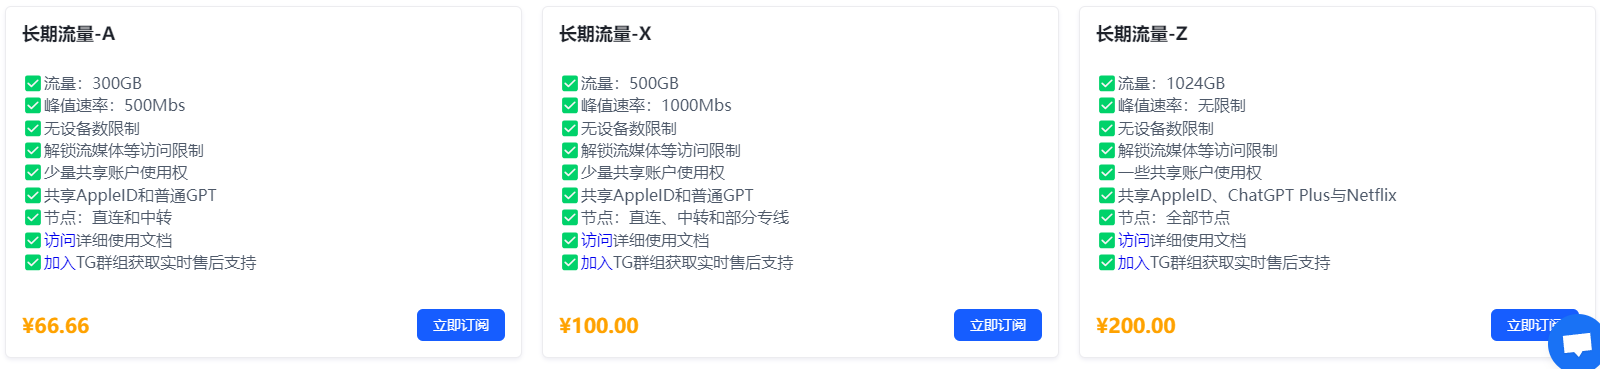 长期流量-A
流量：300GB
峰值速率：500Mbs
无设备数限制
解锁流媒体等访问限制
少量共享账户使用权
共享AppleID和普通GPT
节点：直连和中转
访问详细使用文档
加入TG群组获取实时售后支持
¥66.66
立即订阅
长期流量-X
流量：500GB
峰值速率：1000Mbs
无设备数限制
解锁流媒体等访问限制
少量共享账户使用权
共享AppleID和普通GPT
节点：直连、中转和部分专线
访问详细使用文档
加入TG群组获取实时售后支持
¥100.00
立即订阅
长期流量-Z
流量：1024GB
峰值速率：无限制
无设备数限制
解锁流媒体等访问限制
一些共享账户使用权
共享AppleID、ChatGPT Plus与Netflix
节点：全部节点
访问详细使用文档
加入TG群组获取实时售后支持
¥200.00
立即订阅